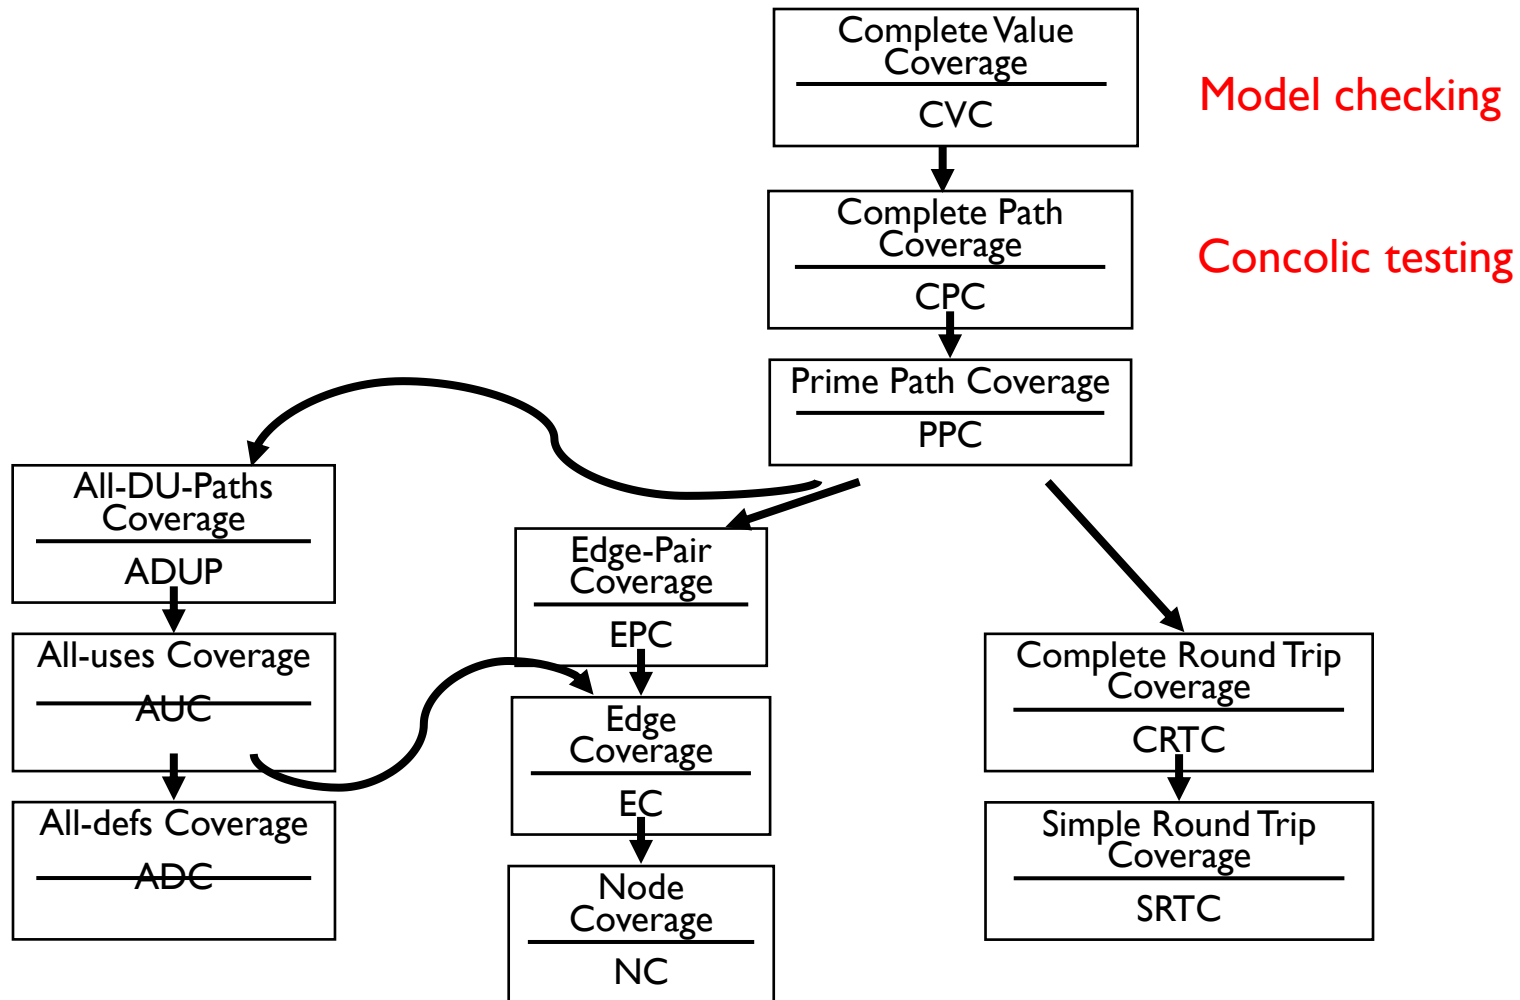 Complete Value
Coverage
CVC
Model checking
Complete Path
Coverage
CPC
Concolic testing
Prime Path Coverage
PPC
All-DU-Paths
Coverage
ADUP
Edge-Pair
Coverage
EPC
All-uses Coverage
AUC
Complete Round Trip
Coverage
CRTC
Edge
Coverage
EC
All-defs Coverage
ADC
Simple Round Trip
Coverage
SRTC
Node
Coverage
NC